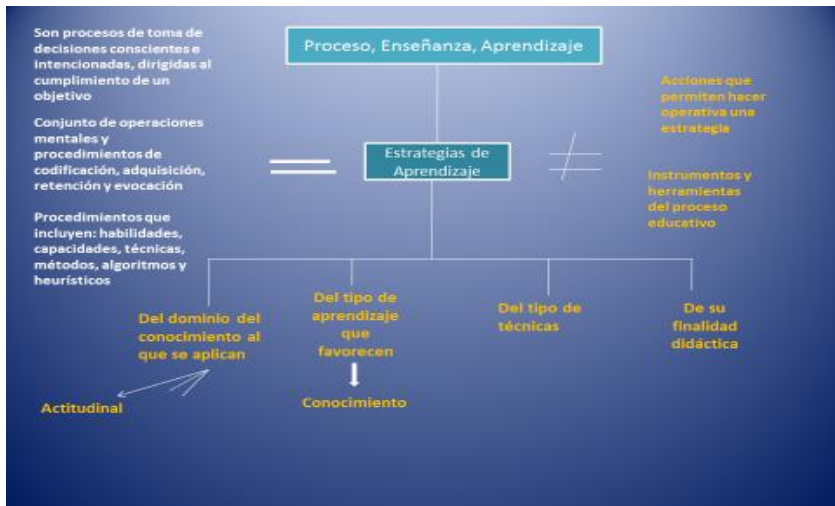 Proceso, Enseñanza, Aprendizaje
Son procesos de toma de
decisiones conscientes e
intencionadas, dirigidas al
cumplimiento de un
objetivo
Conjunto de operaciones
mentales y
procedimientos de
codificación, adquisición,
retención y evocación
Procedimientos que
incluyen: habilidades,
capacidades, técnicas,
métodos, algoritmos y
heurísticos
Estrategias de
Aprendizaje
Acciones que
permiten hacer
operativa una
estrategia
Instrumentos y
herramientas
del proceso
educativo
Del dominio del
conocimiento al
que se aplican
Del tipo de
aprendizaje
que
favorecen
Del tipo de
técnicas
De su
finalidad
didáctica
Actitudinal
Conocimiento